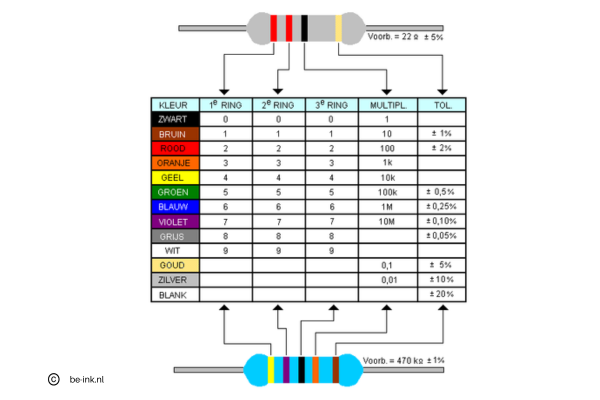 Voorb. = 22 Ω ± 5%
KLEUR 1e RING 2e RING 3e RING MULTIPL. TOL.
ZWART 0 0 0 1
BRUIN 1 1 1 10 ± 1%
ROOD 2 2 2 100 ± 2%
ORANJE 3 3 3 1k
GEEL 4 4 4 10k
GROEN 5 5 5 100k ± 0,5%
BLAUW 6 6 6 1M ± 0,25%
VIOLET 7 7 7 10M ± 0,10%
GRIJS 8 8 8 ± 0,05%
WIT 9 9 9
GOUD 0,1 ± 5%
ZILVER 0,01 ± 10%
BLANK ± 20%
Voorb. = 470 kΩ ± 1%
© be-ink.nl